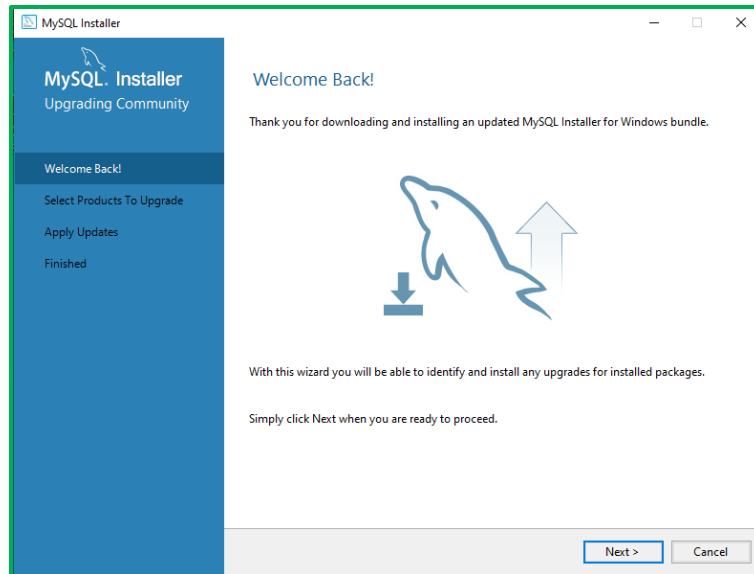 MySQL Installer
MySQL. Installer
Upgrading Community
Welcome Back!
Select Products To Upgrade
Apply Updates
Finished
Welcome Back!
Thank you for downloading and installing an updated MySQL Installer for Windows bundle.
With this wizard you will be able to identify and install any upgrades for installed packages.
Simply click Next when you are ready to proceed.
Next >
Cancel